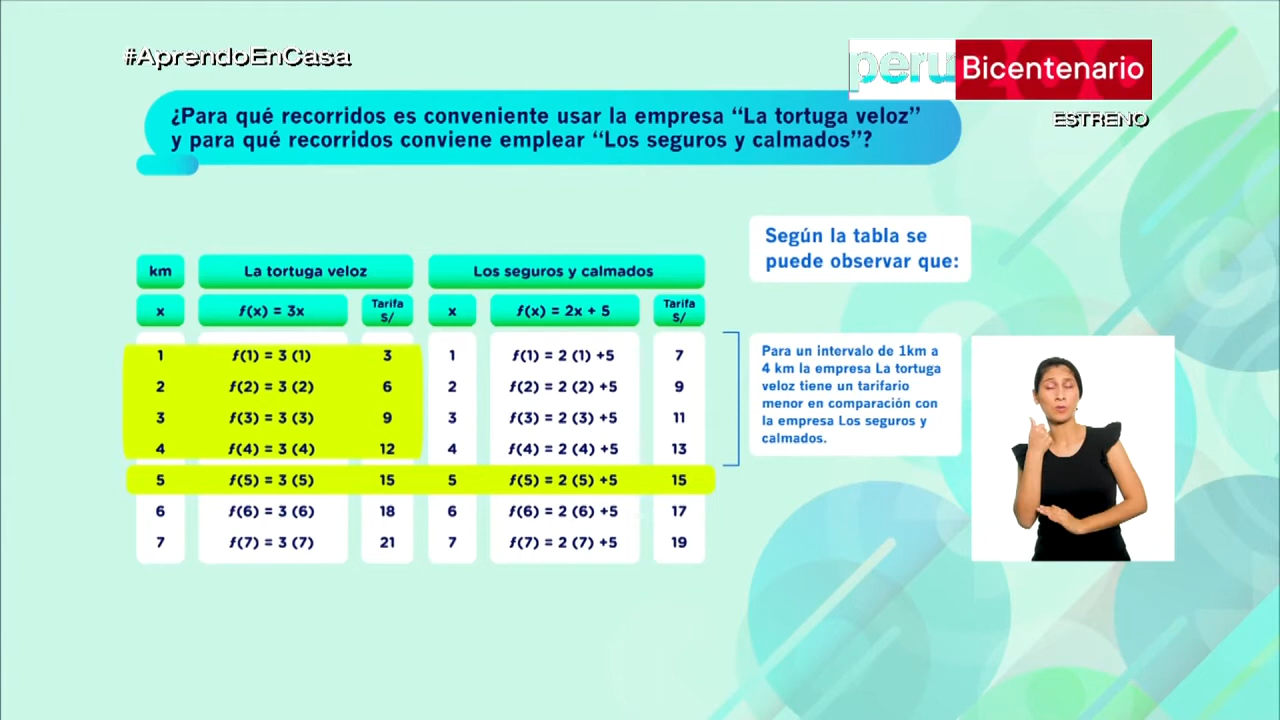 #AprendoEnCasa
perú Bicentenario
ESTRENO
¿Para qué recorridos es conveniente usar la empresa “La tortuga veloz”
y para qué recorridos conviene emplear “Los seguros y calmados”?
Según la tabla se
puede observar que:
km La tortuga veloz Los seguros y calmados
x f(x) = 3x Tarifa S/ x f(x) = 2x + 5 Tarifa S/
1 f(1) = 3 (1) 3 1 f(1) = 2 (1) +5 7
2 f(2) = 3 (2) 6 2 f(2) = 2 (2) +5 9
3 f(3) = 3 (3) 9 3 f(3) = 2 (3) +5 11
4 f(4) = 3 (4) 12 4 f(4) = 2 (4) +5 13
5 f(5) = 3 (5) 15 5 f(5) = 2 (5) +5 15
6 f(6) = 3 (6) 18 6 f(6) = 2 (6) +5 17
7 f(7) = 3 (7) 21 7 f(7) = 2 (7) +5 19
Para un intervalo de 1km a
4 km la empresa La tortuga
veloz tiene un tarifario
menor en comparación con
la empresa Los seguros y
calmados.